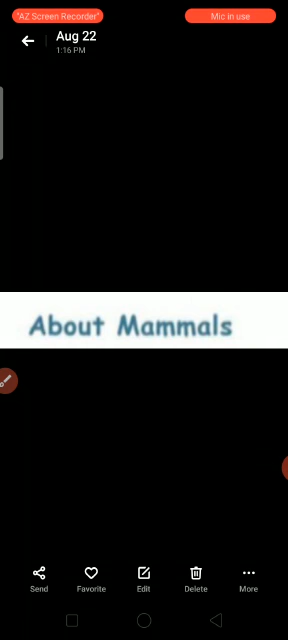 "AZ Screen Recorder"
Mic in use
Aug 22
1:16 PM
About Mammals
Send
Favorite
Edit
Delete
More